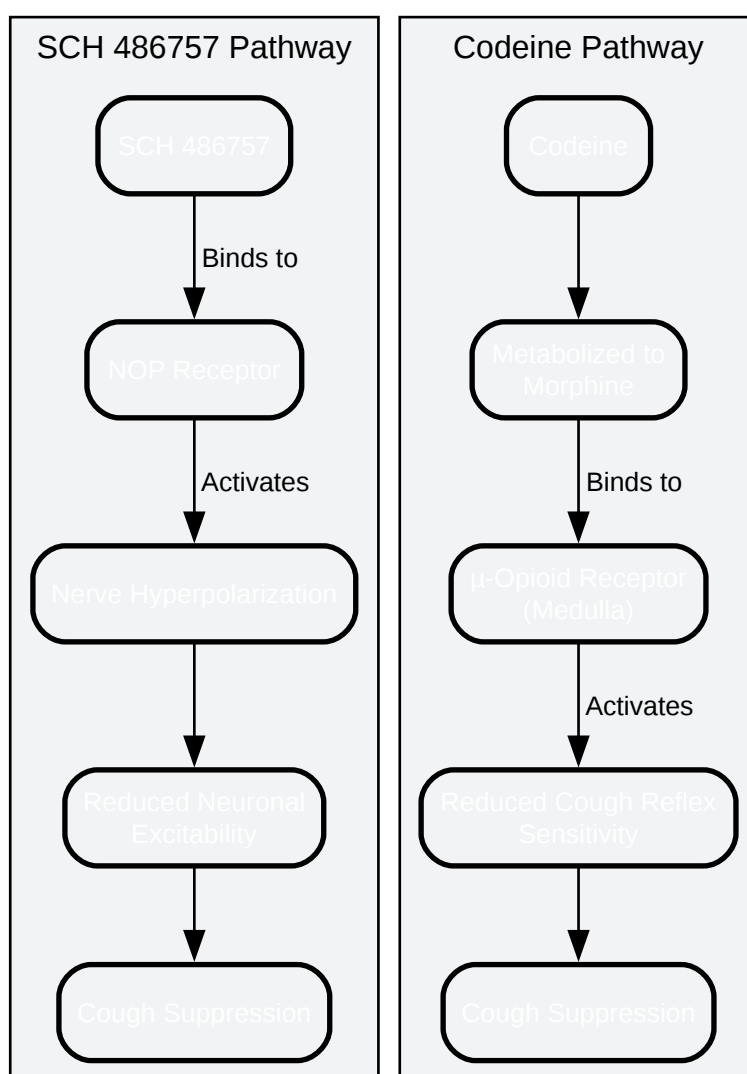 SCH 486757 Pathway
SCH 486757
Binds to
NOP Receptor
Activates
Nerve Hyperpolarization
Reduced Neuronal
Excitability
Cough Suppression
Codeine Pathway
Codeine
Metabolized to
Morphine
Binds to
µ-Opioid Receptor
(Medulla)
Activates
Reduced Cough Reflex
Sensitivity
Cough Suppression